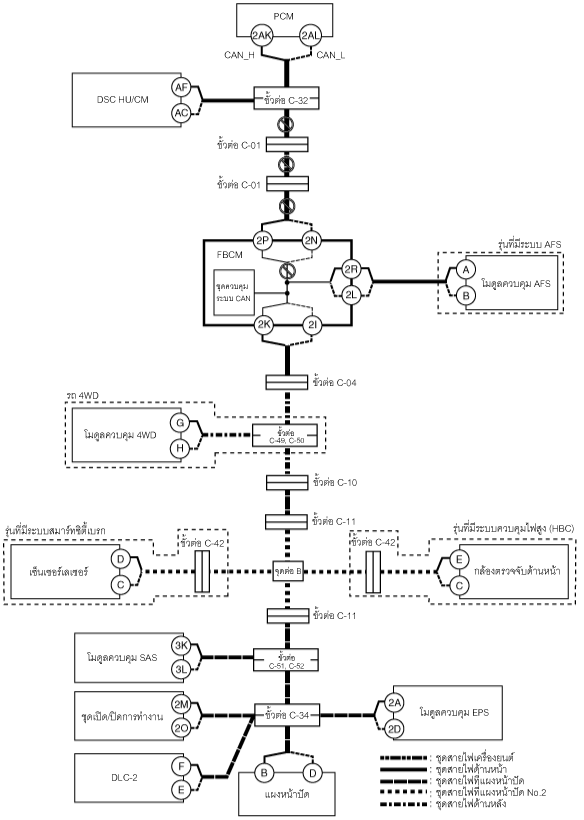 PCM
2AK
2AL
CAN_H
CAN_L
DSC HU/CM
AF
AC
ขั้วต่อ C-32
ขั้วต่อ C-01
ขั้วต่อ C-01
2P
2N
FBCM
ชุดควบคุม
ระบบ CAN
2R
2L
2K
2I
รุ่นที่มีระบบ AFS
A
B
โมดูลควบคุม AFS
ขั้วต่อ C-04
รถ 4WD
โมดูลควบคุม 4WD
G
H
ขั้วต่อ
C-49, C-50
ขั้วต่อ C-10
ขั้วต่อ C-11
รุ่นที่มีระบบสมาร์ทซิตี้เบรก
เซ็นเซอร์เลเซอร์
D
C
ขั้วต่อ C-42
จุดต่อ B
รุ่นที่มีระบบควบคุมไฟสูง (HBC)
ขั้วต่อ C-42
E
C
กล้องตรวจจับด้านหน้า
ขั้วต่อ C-11
โมดูลควบคุม SAS
3K
3L
ขั้วต่อ
C-51, C-52
ชุดเปิด/ปิดการทำงาน
2M
2O
ขั้วต่อ C-34
2A
2D
โมดูลควบคุม EPS
DLC-2
F
E
B
D
แผงหน้าปัด
: ชุดสายไฟเครื่องยนต์
: ชุดสายไฟด้านหน้า
: ชุดสายไฟที่แผงหน้าปัด
: ชุดสายไฟที่แผงหน้าปัด No.2
: ชุดสายไฟด้านหลัง